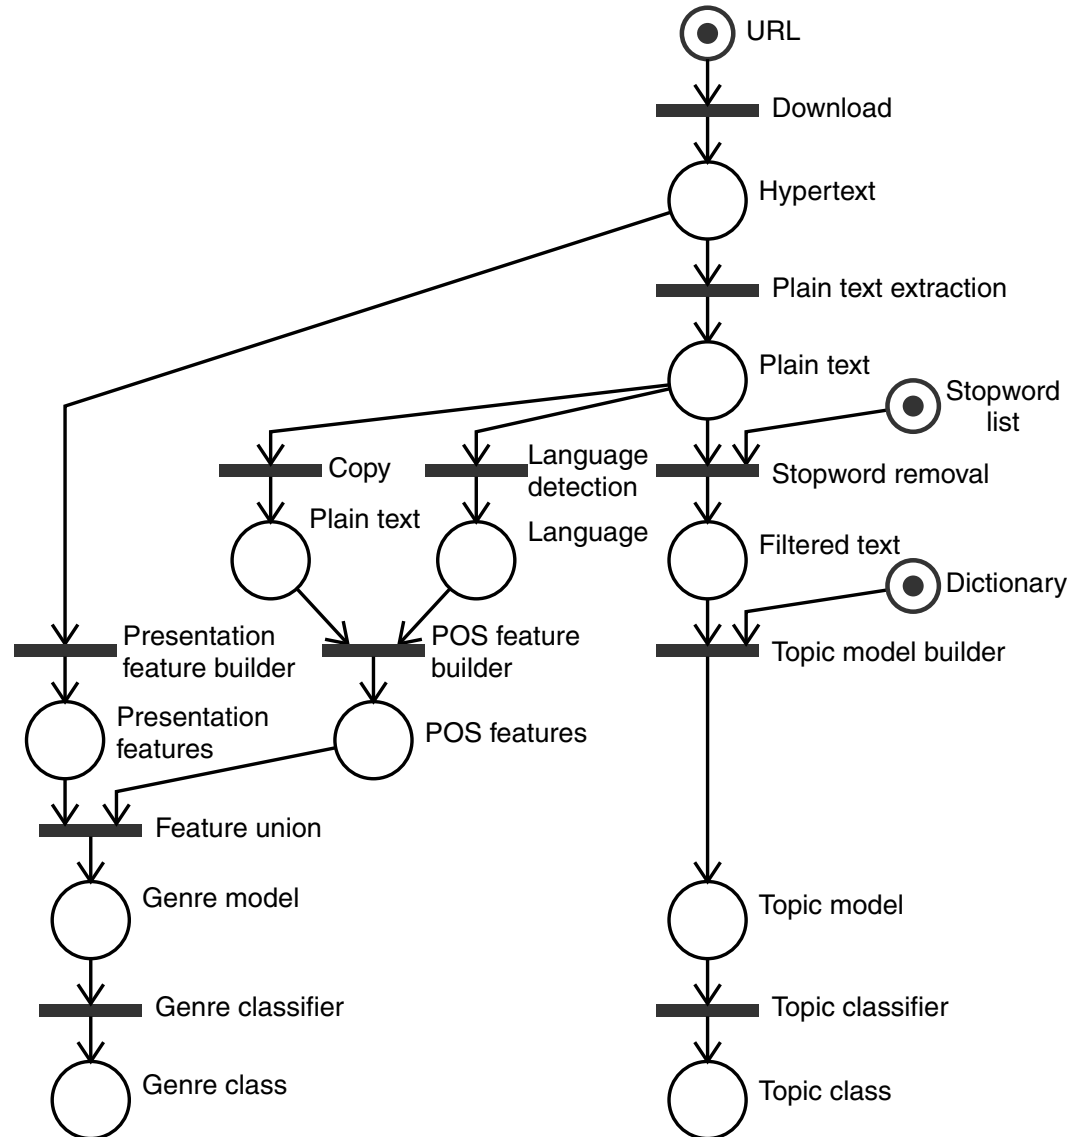 URL
Download
Hypertext
Plain text extraction
Plain text
Stopword
list
Copy
Language
detection
Stopword removal
Plain text
Language
Filtered text
Dictionary
Presentation
feature builder
POS feature
builder
Topic model builder
Presentation
features
POS features
Feature union
Genre model
Topic model
Genre classifier
Topic classifier
Genre class
Topic class